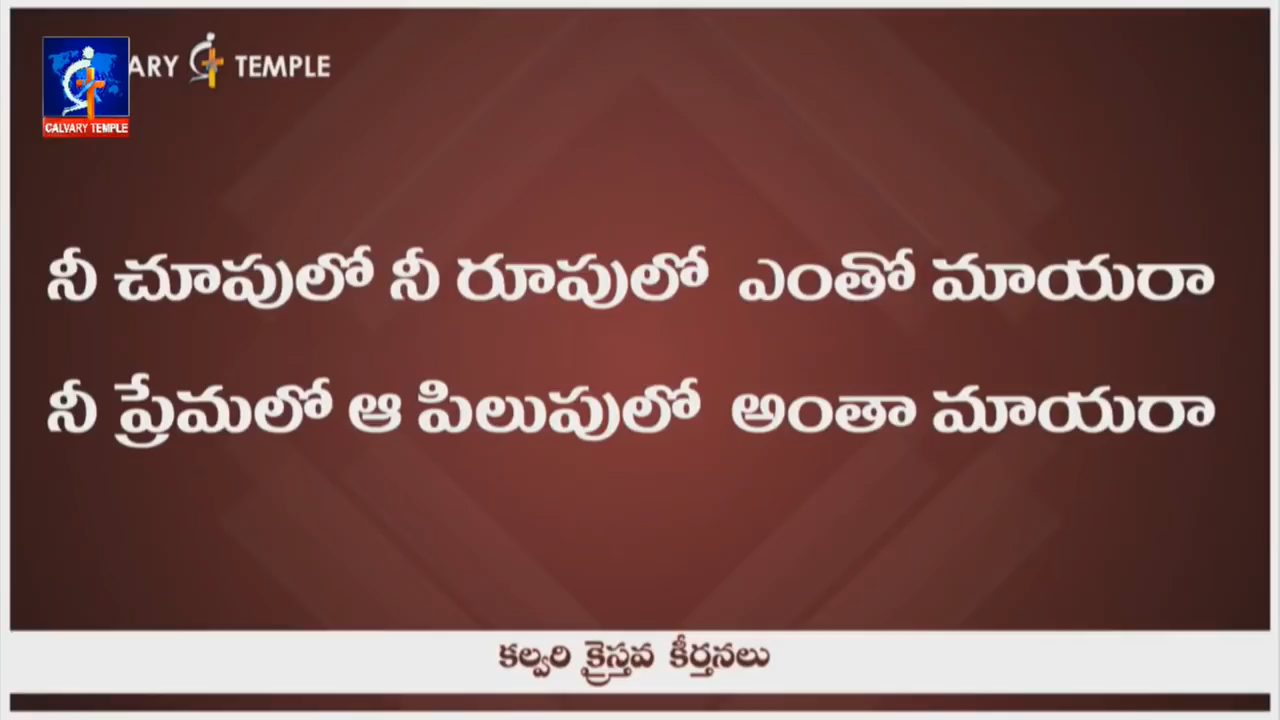 ARY TEMPLE
CALVARY TEMPLE
నీ చూపులో నీ రూపులో ఎంతో మాయరా
నీ ప్రేమలో ఆ పిలుపులో అంతా మాయరా
కల్వరి క్రైస్తవ కీర్తనలు